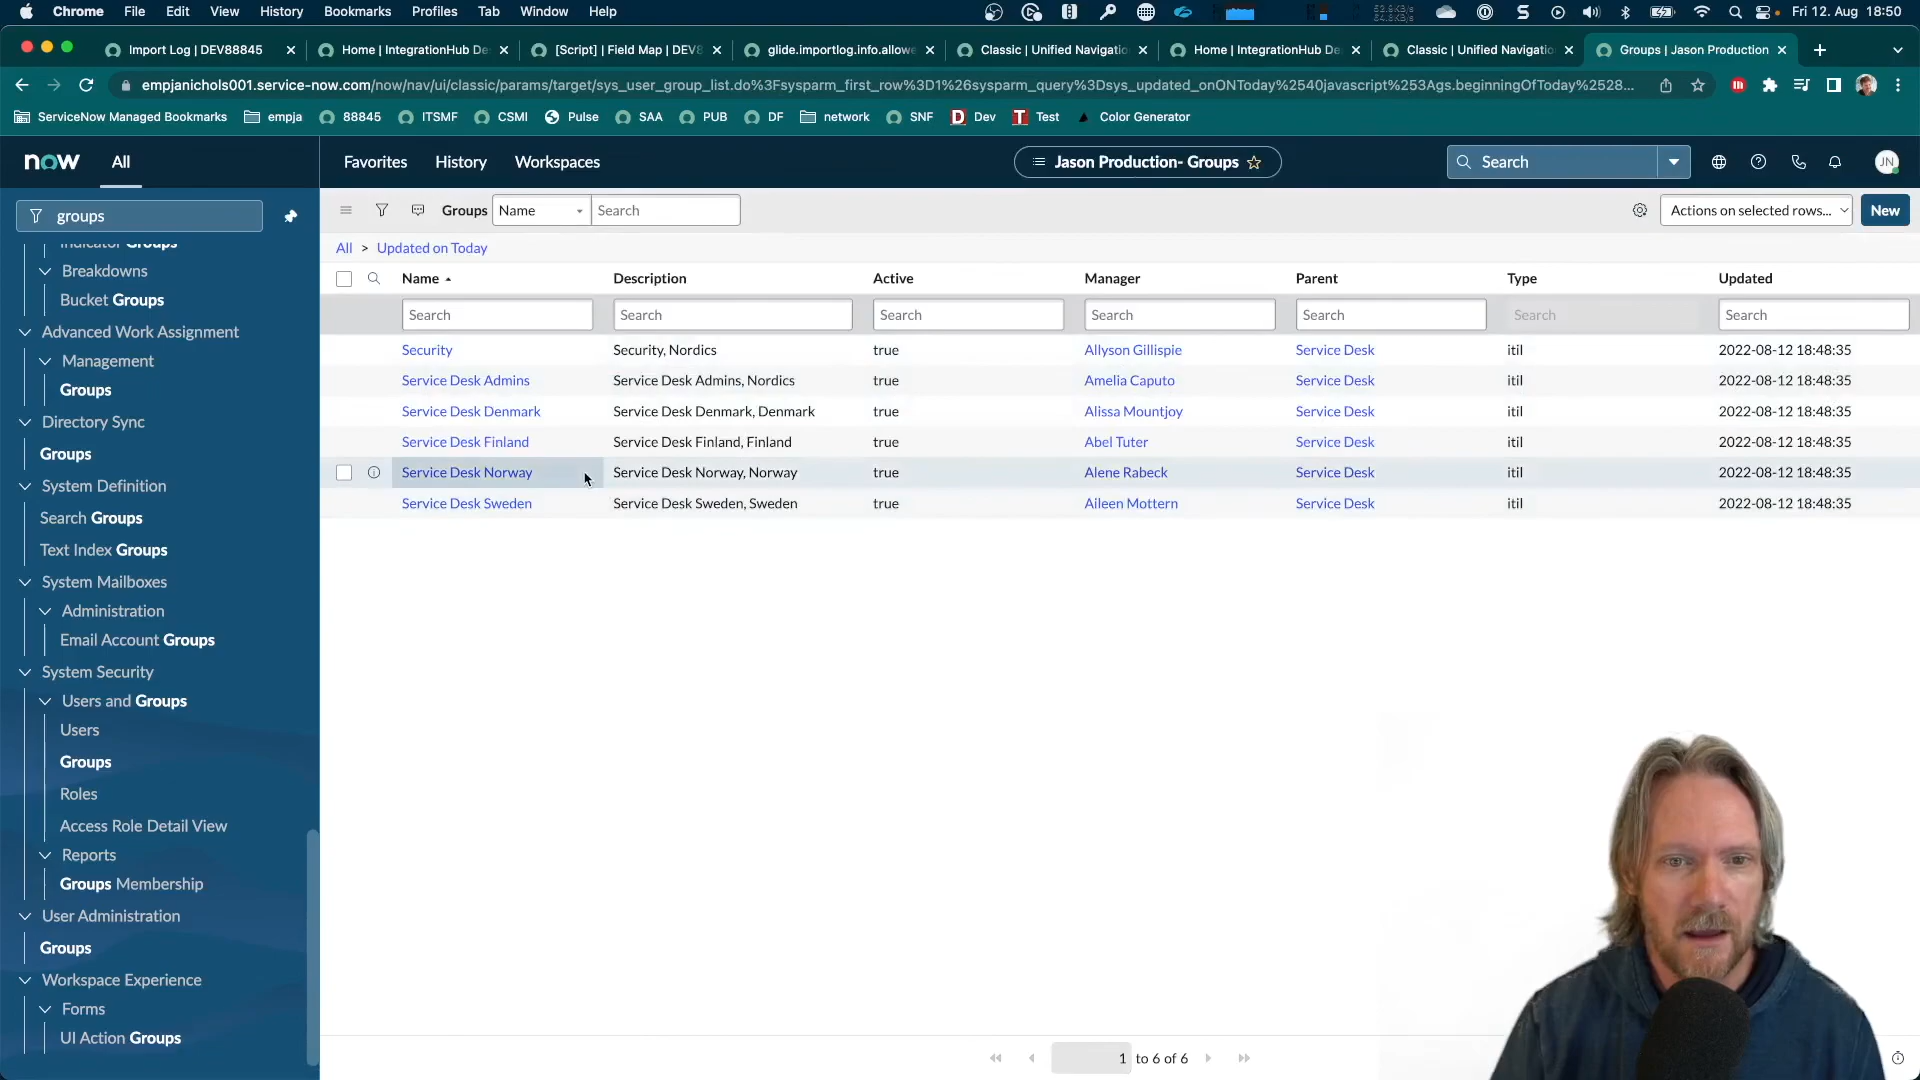 Chrome File Edit View History Bookmarks Profiles Tab Window Help Fri 12. Aug 18:50
Import Log | DEV88845 Home | IntegrationHub De [Script] | Field Map | DEV8 glide.importlog.info.allowe Classic | Unified Navigatio Home | IntegrationHub De Classic | Unified Navigatio Groups | Jason Production
empjanichols001.service-now.com/now/nav/ui/classic/params/target/sys_user_group_list.do%3Fsysparm_first_row%3D1%26sysparm_query%3Dsys_updated_onONToday%2540javascript%253Ags.beginningOfToday%2528...
ServiceNow Managed Bookmarks empja 88845 ITSMF CSMI Pulse SAA PUB DF network SNF Dev Test Color Generator
now All Favorites History Workspaces Jason Production- Groups Search JN
groups
Groups Name Search Actions on selected rows... New
All > Updated on Today
Name Description Active Manager Parent Type Updated
Search Search Search Search Search Search Search
Security Security, Nordics true Allyson Gillispie Service Desk itil 2022-08-12 18:48:35
Service Desk Admins Service Desk Admins, Nordics true Amelia Caputo Service Desk itil 2022-08-12 18:48:35
Service Desk Denmark Service Desk Denmark, Denmark true Alissa Mountjoy Service Desk itil 2022-08-12 18:48:35
Service Desk Finland Service Desk Finland, Finland true Abel Tuter Service Desk itil 2022-08-12 18:48:35
Service Desk Norway Service Desk Norway, Norway true Alene Rabeck Service Desk itil 2022-08-12 18:48:35
Service Desk Sweden Service Desk Sweden, Sweden true Aileen Mottern Service Desk itil 2022-08-12 18:48:35
Indicator Groups
Breakdowns
Bucket Groups
Advanced Work Assignment
Management
Groups
Directory Sync
Groups
System Definition
Search Groups
Text Index Groups
System Mailboxes
Administration
Email Account Groups
System Security
Users and Groups
Users
Groups
Roles
Access Role Detail View
Reports
Groups Membership
User Administration
Groups
Workspace Experience
Forms
UI Action Groups
1 to 6 of 6